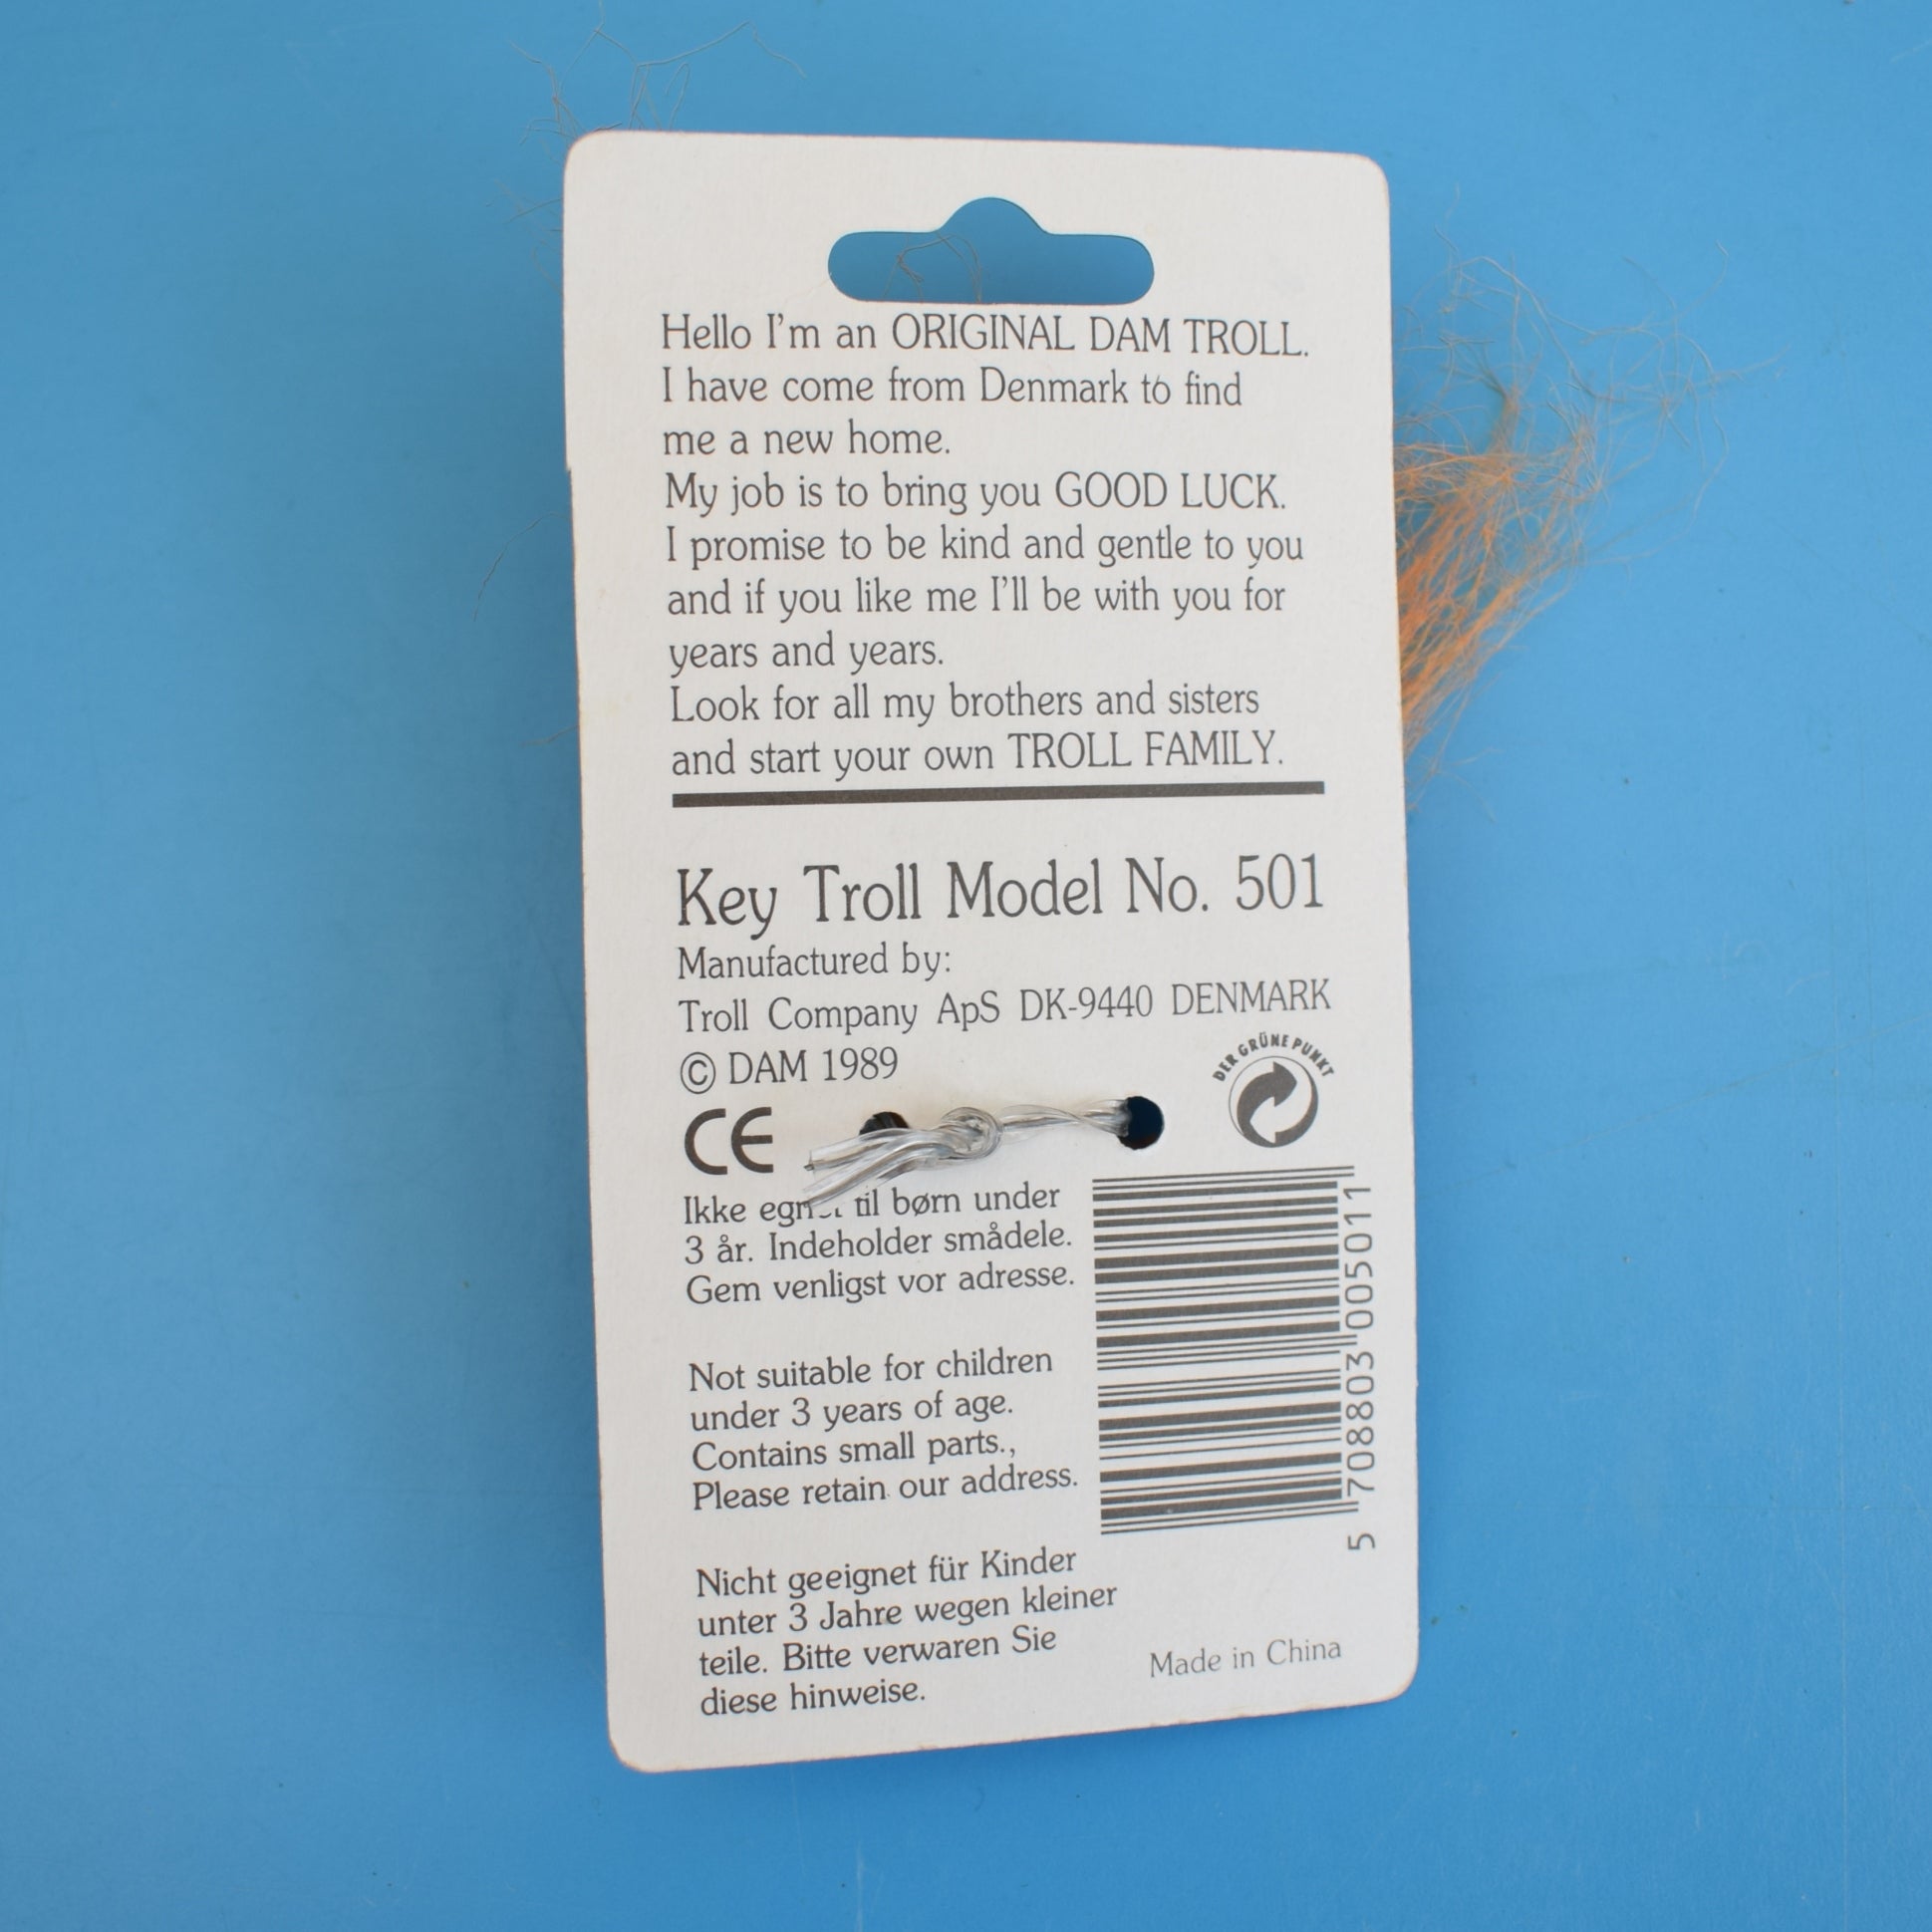 Hello I'm an ORIGINAL DAM TROLL.
I have come from Denmark to find
me a new home.
My job is to bring you GOOD LUCK.
I promise to be kind and gentle to you
and if you like me I'll be with you for
years and years.
Look for all my brothers and sisters
and start your own TROLL FAMILY.
Key Troll Model No. 501
Manufactured by:
Troll Company ApS DK-9440 DENMARK
© DAM 1989
DER GRÜNE PUNKT
CE
Ikke til børn under
3 år. Indeholder smådele.
Gem venligst vor adresse.
Not suitable for children
under 3 years of age.
Contains small parts.,
Please retain our address.
5 708803 005011
Nicht geeignet für Kinder
unter 3 Jahre wegen kleiner
teile. Bitte verwaren Sie
diese hinweise.
Made in China